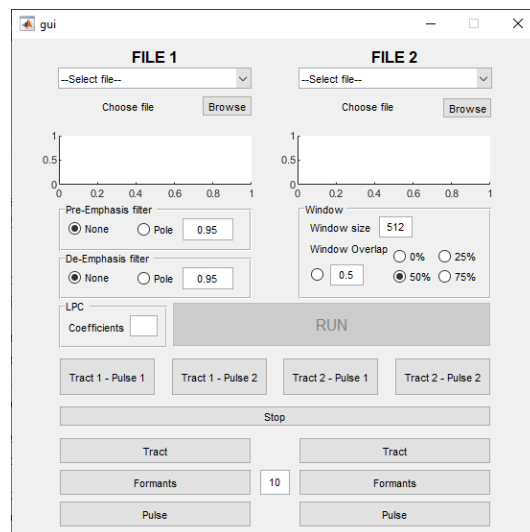 gui
FILE 1 FILE 2
--Select file-- --Select file--
Choose file Browse Choose file Browse
1 1
0.5 0.5
0 0
0 0.2 0.4 0.6 0.8 1 0 0.2 0.4 0.6 0.8 1
Pre-Emphasis filter Window
None Pole 0.95 Window size 512
Window Overlap 0% 25%
De-Emphasis filter
None Pole 0.95 0.5 50% 75%
LPC
Coefficients RUN
Tract 1 - Pulse 1 Tract 1 - Pulse 2 Tract 2 - Pulse 1 Tract 2 - Pulse 2
Stop
Tract Tract
Formants 10 Formants
Pulse Pulse